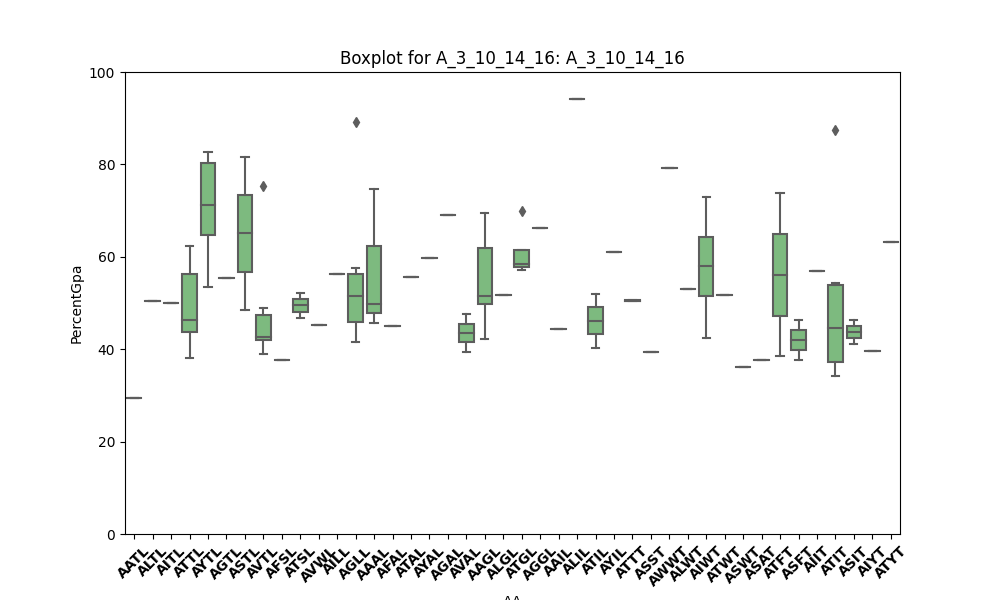 Boxplot for A_3_10_14_16: A_3_10_14_16
PercentGpa
100
80
60
40
20
0
AATL
ALTL
AITL
ATTL
AYTL
AGTL
ASTL
AVTL
AFSL
ATSL
AVWL
AILL
AGLL
AAAL
AFAL
ATAL
AYAL
AGAL
AVAL
AAGL
ALGL
ATGL
AGGL
AAIL
ALIL
ATIL
AYIL
ATTT
ASST
AWWT
ALWT
AIWT
ATWT
ASWT
ASAT
ATFT
ASFT
AIIT
ATIT
ASIT
AIYT
ATYT
AA